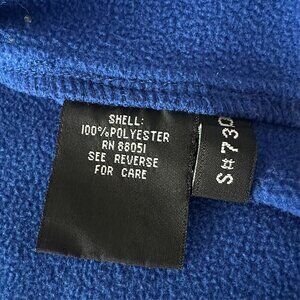 SHELL:
100%POLYESTER
RN 88051
SEE REVERSE
FOR CARE
S#730